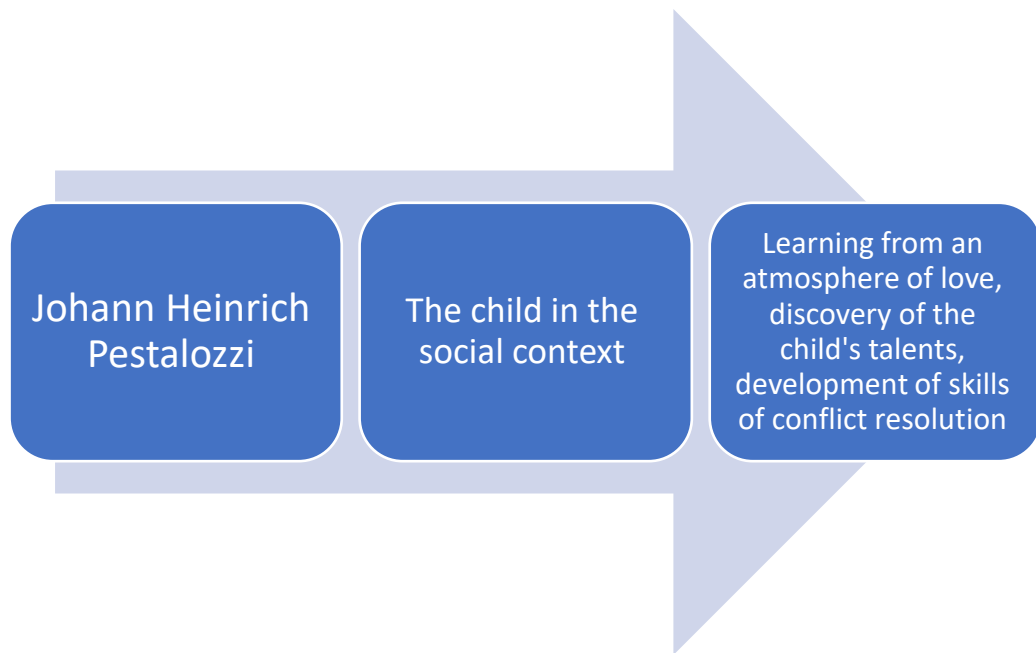 Johann Heinrich
Pestalozzi
The child in the
social context
Learning from an
atmosphere of love,
discovery of the
child's talents,
development of skills
of conflict resolution